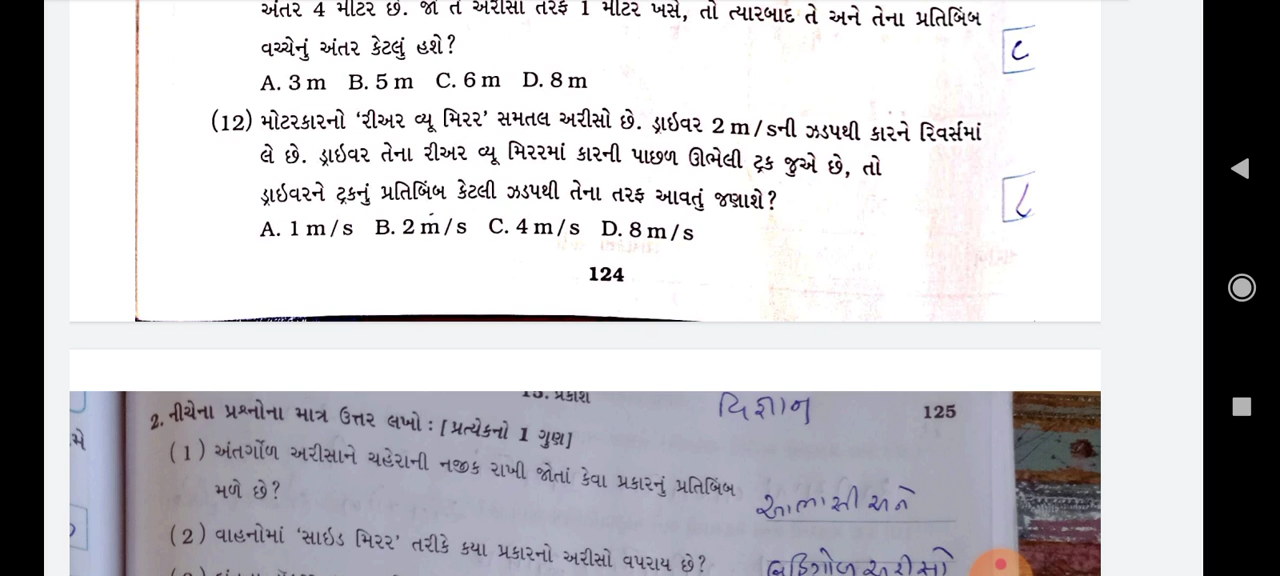 અંતર 4 મીટર છે. જો તે અરીસા તરફ 1 મીટર ખસે, તો ત્યારબાદ તે અને તેના પ્રતિબિંબ
વચ્ચેનું અંતર કેટલું હશે?
C
A. 3 m B. 5 m C. 6 m D. 8 m
(12) મોટરકારનો ‘રીઅર વ્યૂ મિરર’ સમતલ અરીસો છે. ડ્રાઇવર 2 m/sની ઝડપથી કારને રિવર્સમાં
લે છે. ડ્રાઇવર તેના રીઅર વ્યૂ મિરરમાં કારની પાછળ ઊભેલી ટ્રક જુએ છે, તો
ડ્રાઇવરને ટ્રકનું પ્રતિબિંબ કેટલી ઝડપથી તેના તરફ આવતું જણાશે?
A. 1 m/s B. 2 m/s C. 4 m/s D. 8 m/s
124
પ્રકાશ
વિજ્ઞાન
125
2. નીચેના પ્રશ્નોના માત્ર ઉત્તર લખો : [પ્રત્યેકનો 1 ગુણ]
(1) અંતર્ગોળ અરીસાને ચહેરાની નજીક રાખી જોતાં કેવા પ્રકારનું પ્રતિબિંબ
મળે છે?
આભાસી અને
(2) વાહનોમાં ‘સાઇડ મિરર’ તરીકે કયા પ્રકારનો અરીસો વપરાય છે?
બહિર્ગોળ અરીસો